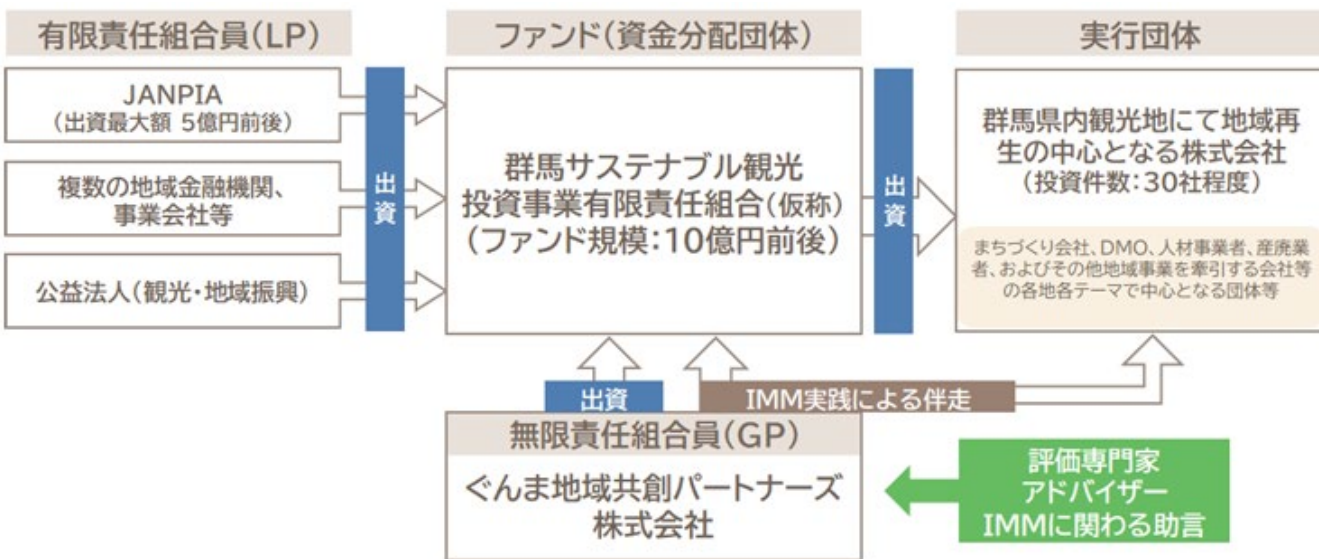 有限責任組合員(LP)
JANPIA
(出資最大額 5億円前後)
複数の地域金融機関、
事業会社等
公益法人(観光・地域振興)
出資
ファンド(資金分配団体)
群馬サステナブル観光
投資事業有限責任組合(仮称)
(ファンド規模:10億円前後)
出資
実行団体
群馬県内観光地にて地域再
生の中心となる株式会社
(投資件数:30社程度)
まちづくり会社、DMO、人材事業者、産廃業
者、およびその他地域事業を牽引する会社等
の各地各テーマで中心となる団体等
出資
IMM実践による伴走
無限責任組合員(GP)
ぐんま地域共創パートナーズ
株式会社
評価専門家
アドバイザー
IMMに関わる助言